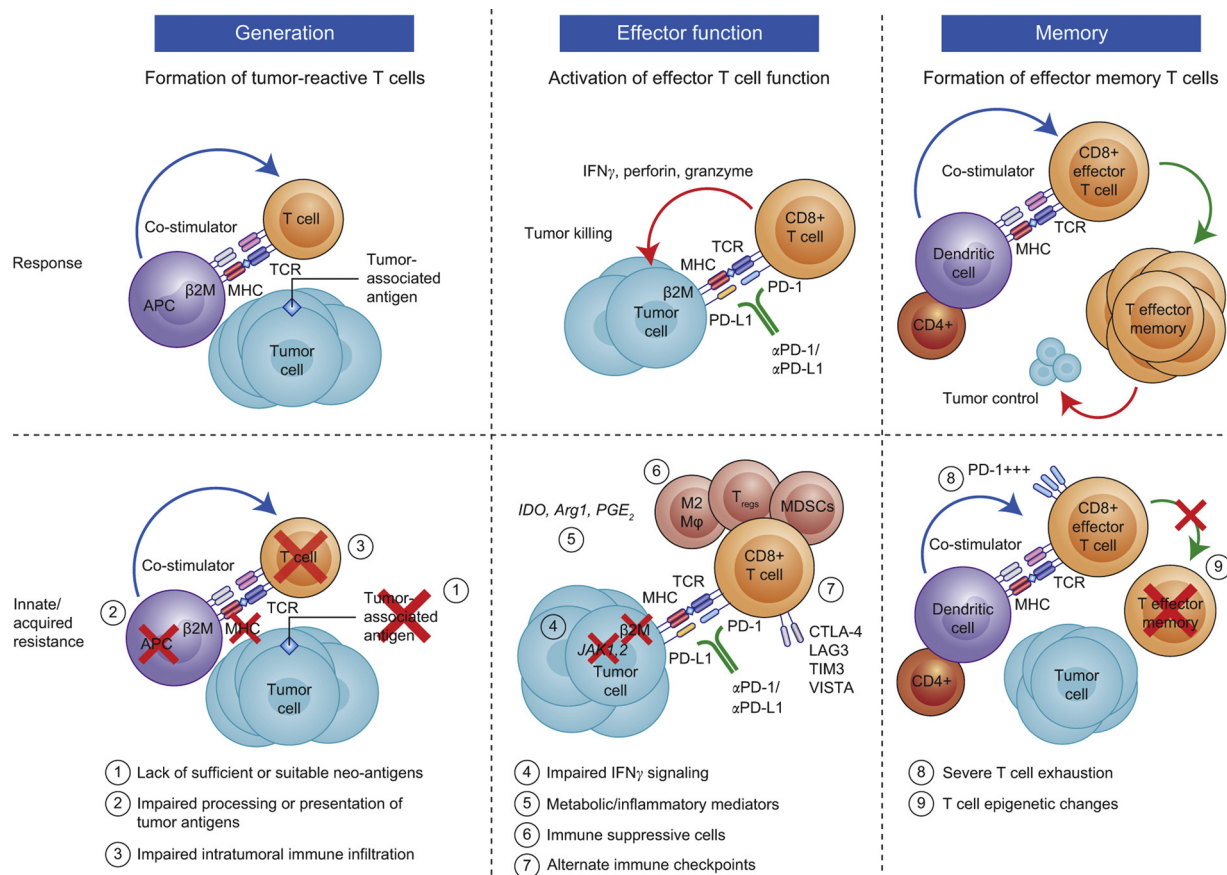 Generation
Effector function
Memory
Formation of tumor-reactive T cells
Activation of effector T cell function
Formation of effector memory T cells
Response
Co-stimulator
T cell
TCR
Tumor-
associated
antigen
β2M
MHC
APC
Tumor
cell
IFNγ, perforin, granzyme
Tumor killing
CD8+
T cell
TCR
MHC
β2M
PD-1
Tumor
cell
PD-L1
αPD-1/
αPD-L1
Co-stimulator
CD8+
effector
T cell
TCR
MHC
Dendritic
cell
CD4+
T effector
memory
Tumor control
Innate/
acquired
resistance
Co-stimulator
T cell
3
2
TCR
Tumor-
associated
antigen
1
β2M
MHC
APC
Tumor
cell
1 Lack of sufficient or suitable neo-antigens
2 Impaired processing or presentation of
tumor antigens
3 Impaired intratumoral immune infiltration
6
M2
Mφ
Tregs
MDSCs
IDO, Arg1, PGE2
5
CD8+
T cell
TCR
MHC
7
4
β2M
JAK1,2
PD-1
Tumor
cell
PD-L1
CTLA-4
LAG3
TIM3
VISTA
αPD-1/
αPD-L1
4 Impaired IFNγ signaling
5 Metabolic/inflammatory mediators
6 Immune suppressive cells
7 Alternate immune checkpoints
8
PD-1+++
CD8+
effector
T cell
Co-stimulator
TCR
MHC
9
Dendritic
cell
T effector
memory
CD4+
Tumor
cell
8 Severe T cell exhaustion
9 T cell epigenetic changes